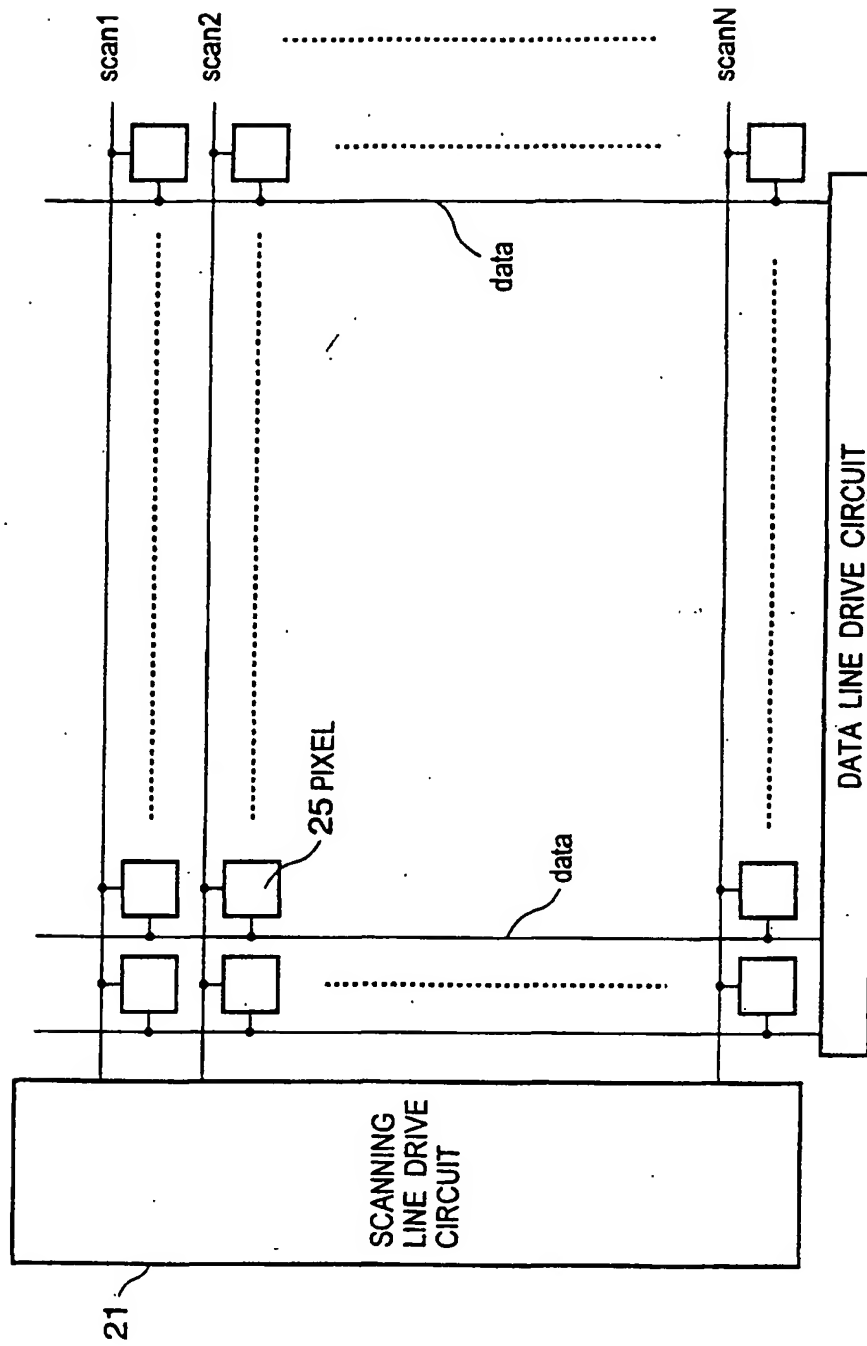 21
SCANNING
LINE DRIVE
CIRCUIT
scan1
scan2
scanN
25 PIXEL
data
data
DATA LINE DRIVE CIRCUIT